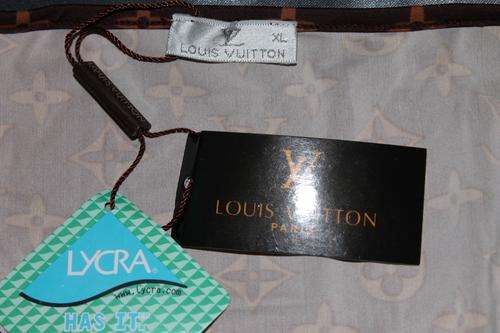 LV XL
LOUIS VUITTON
LV
LOUIS VUITTON
PARIS
LYCRA
www.lycra.com
HAS IT.